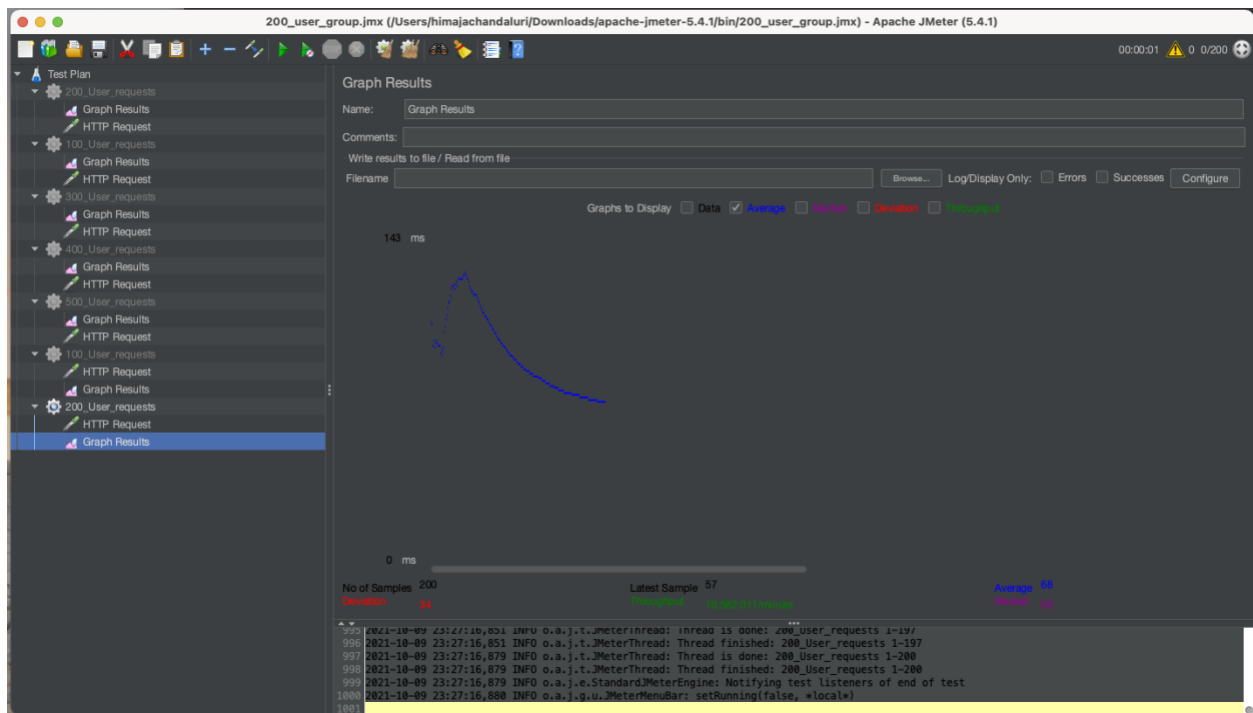 200_user_group.jmx (/Users/himajachandaluri/Downloads/apache-jmeter-5.4.1/bin/200_user_group.jmx) - Apache JMeter (5.4.1)
00:00:01 0 0/200
Test Plan
200_User_requests
Graph Results
HTTP Request
100_User_requests
Graph Results
HTTP Request
300_User_requests
Graph Results
HTTP Request
400_User_requests
Graph Results
HTTP Request
500_User_requests
Graph Results
HTTP Request
100_User_requests
HTTP Request
Graph Results
200_User_requests
HTTP Request
Graph Results
Graph Results
Name: Graph Results
Comments:
Write results to file / Read from file
Filename Browse... Log/Display Only: Errors Successes Configure
Graphs to Display Data Average Median Deviation Throughput
143 ms
0 ms
No of Samples 200 Latest Sample 57 Average 68
Deviation 34 Throughput Median
995 2021-10-09 23:27:16,851 INFO o.a.j.t.JMeterThread: Thread is done: 200_User_requests 1-197
996 2021-10-09 23:27:16,851 INFO o.a.j.t.JMeterThread: Thread finished: 200_User_requests 1-197
997 2021-10-09 23:27:16,879 INFO o.a.j.t.JMeterThread: Thread is done: 200_User_requests 1-200
998 2021-10-09 23:27:16,879 INFO o.a.j.t.JMeterThread: Thread finished: 200_User_requests 1-200
999 2021-10-09 23:27:16,879 INFO o.a.j.e.StandardJMeterEngine: Notifying test listeners of end of test
1000 2021-10-09 23:27:16,880 INFO o.a.j.g.u.JMeterMenuBar: setRunning(false, *local*)
1001